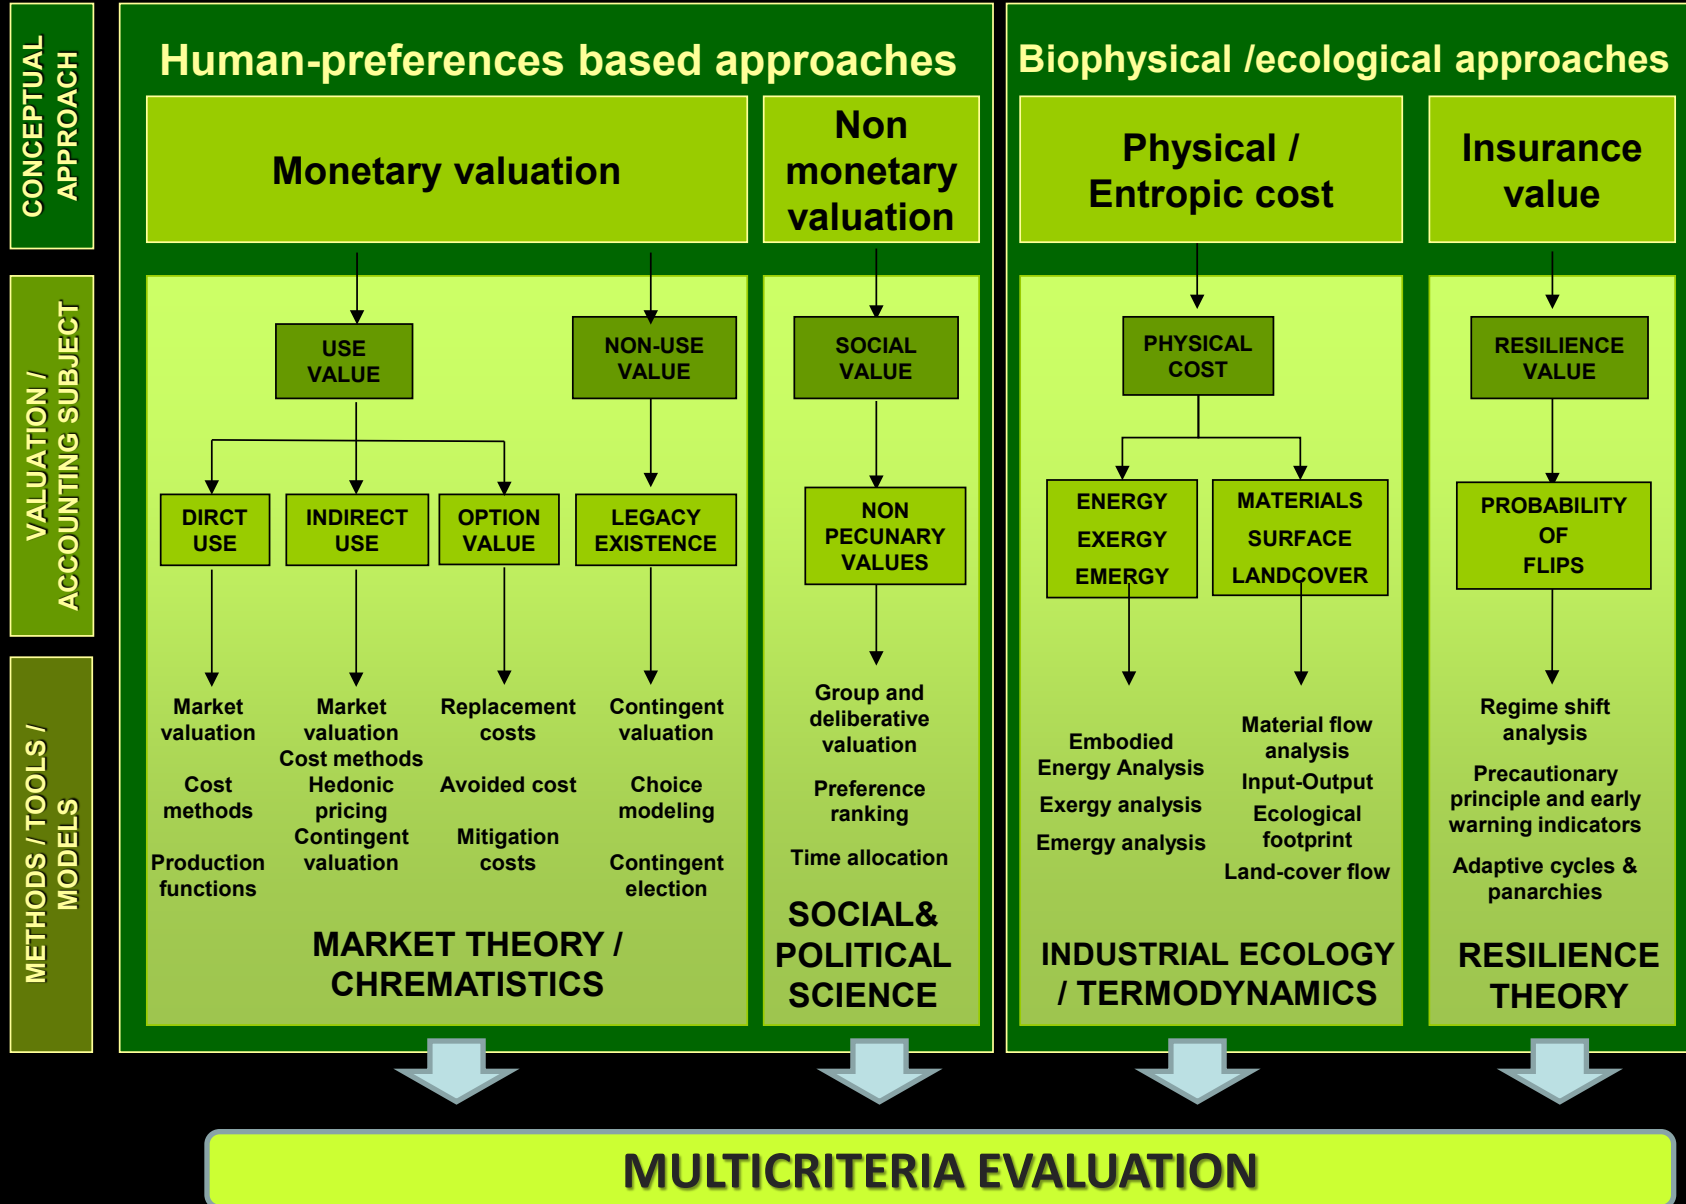 CONCEPTUAL
APPROACH
Human-preferences based approaches
Biophysical /ecological approaches
Monetary valuation
Non
monetary
valuation
Physical /
Entropic cost
Insurance
value
VALUATION /
ACCOUNTING SUBJECT
USE
VALUE
NON-USE
VALUE
SOCIAL
VALUE
PHYSICAL
COST
RESILIENCE
VALUE
DIRCT
USE
INDIRECT
USE
OPTION
VALUE
LEGACY
EXISTENCE
NON
PECUNARY
VALUES
ENERGY
EXERGY
EMERGY
MATERIALS
SURFACE
LANDCOVER
PROBABILITY
OF
FLIPS
METHODS / TOOLS /
MODELS
Market
valuation
Cost
methods
Production
functions
Market
valuation
Cost methods
Hedonic
pricing
Contingent
valuation
Replacement
costs
Avoided cost
Mitigation
costs
Contingent
valuation
Choice
modeling
Contingent
election
MARKET THEORY /
CHREMATISTICS
Group and
deliberative
valuation
Preference
ranking
Time allocation
SOCIAL&
POLITICAL
SCIENCE
Embodied
Energy Analysis
Exergy analysis
Emergy analysis
Material flow
analysis
Input-Output
Ecological
footprint
Land-cover flow
INDUSTRIAL ECOLOGY
/ TERMODYNAMICS
Regime shift
analysis
Precautionary
principle and early
warning indicators
Adaptive cycles &
panarchies
RESILIENCE
THEORY
MULTICRITERIA EVALUATION